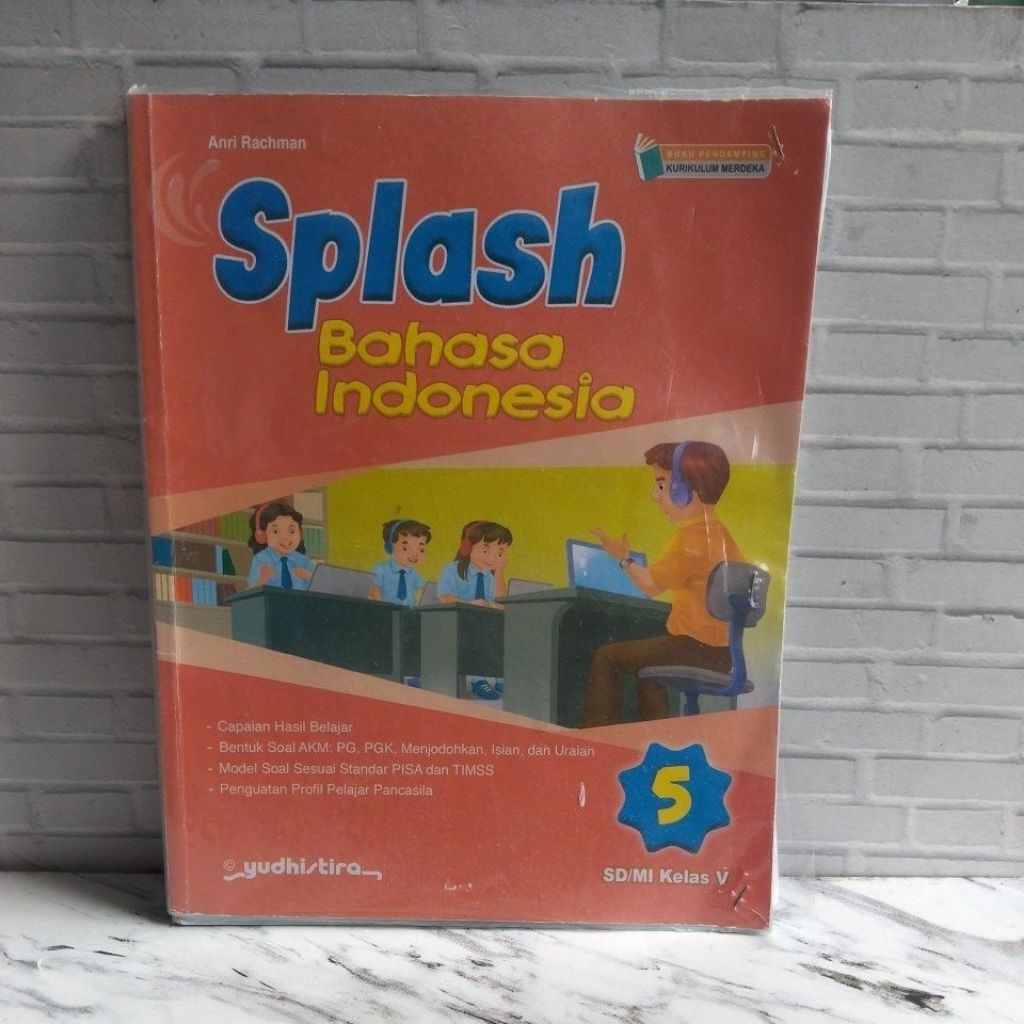 Anri Rachman
BUKU PENDAMPING
KURIKULUM MERDEKA
Splash
Bahasa
Indonesia
- Capaian Hasil Belajar
- Bentuk Soal AKM: PG, PGK, Menjodohkan, Isian, dan Uraian
- Model Soal Sesuai Standar PISA dan TIMSS
- Penguatan Profil Pelajar Pancasila
5
© yudhistira
SD/MI Kelas V